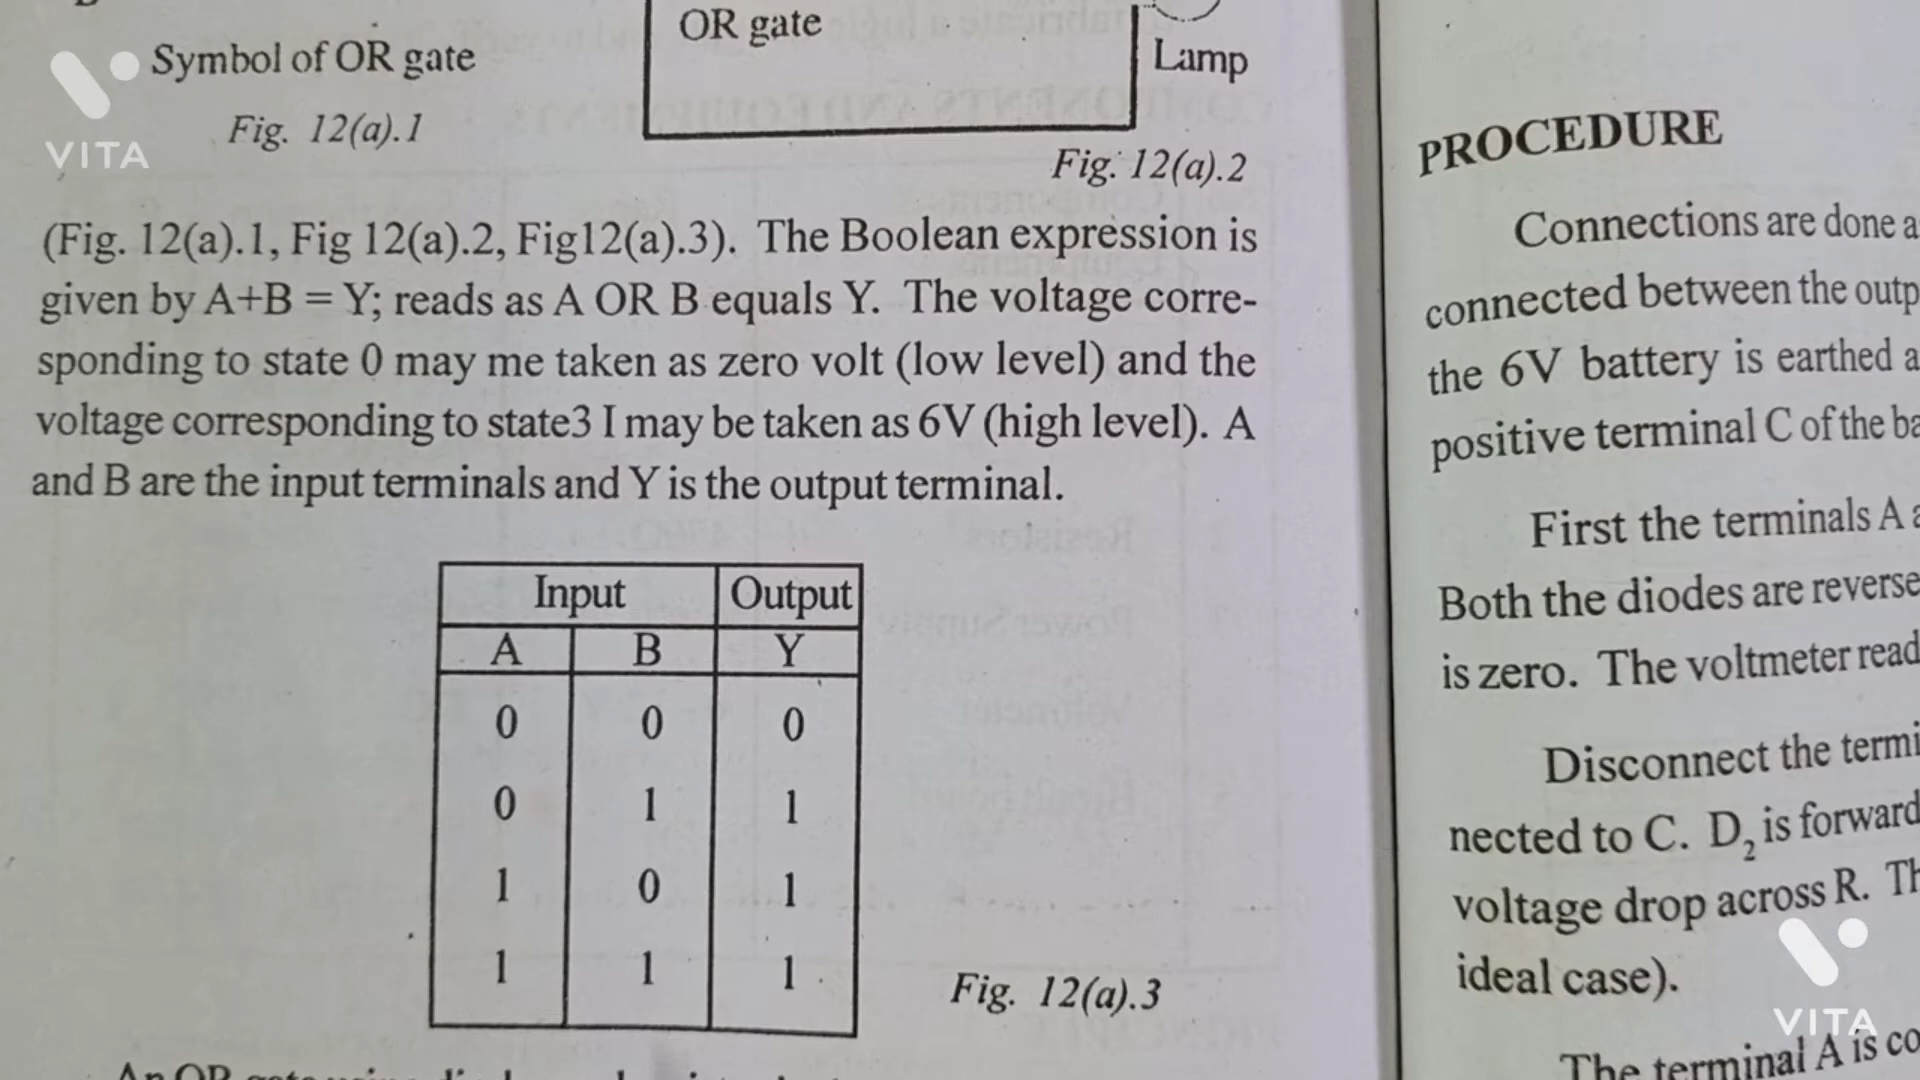 OR gate
Symbol of OR gate
Lamp
Fig. 12(a).1
Fig. 12(a).2
(Fig. 12(a).1, Fig 12(a).2, Fig12(a).3). The Boolean expression is
given by A+B = Y; reads as A OR B equals Y. The voltage corre-
sponding to state 0 may me taken as zero volt (low level) and the
voltage corresponding to state3 I may be taken as 6V (high level). A
and B are the input terminals and Y is the output terminal.
Input Output
A B Y
0 0 0
0 1 1
1 0 1
1 1 1
Fig. 12(a).3
PROCEDURE
Connections are done a
connected between the outp
the 6V battery is earthed a
positive terminal C of the ba
First the terminals A a
Both the diodes are reverse
is zero. The voltmeter read
Disconnect the termi
nected to C. D2 is forward
voltage drop across R. Th
ideal case).
The terminal A is co
VITA
VITA